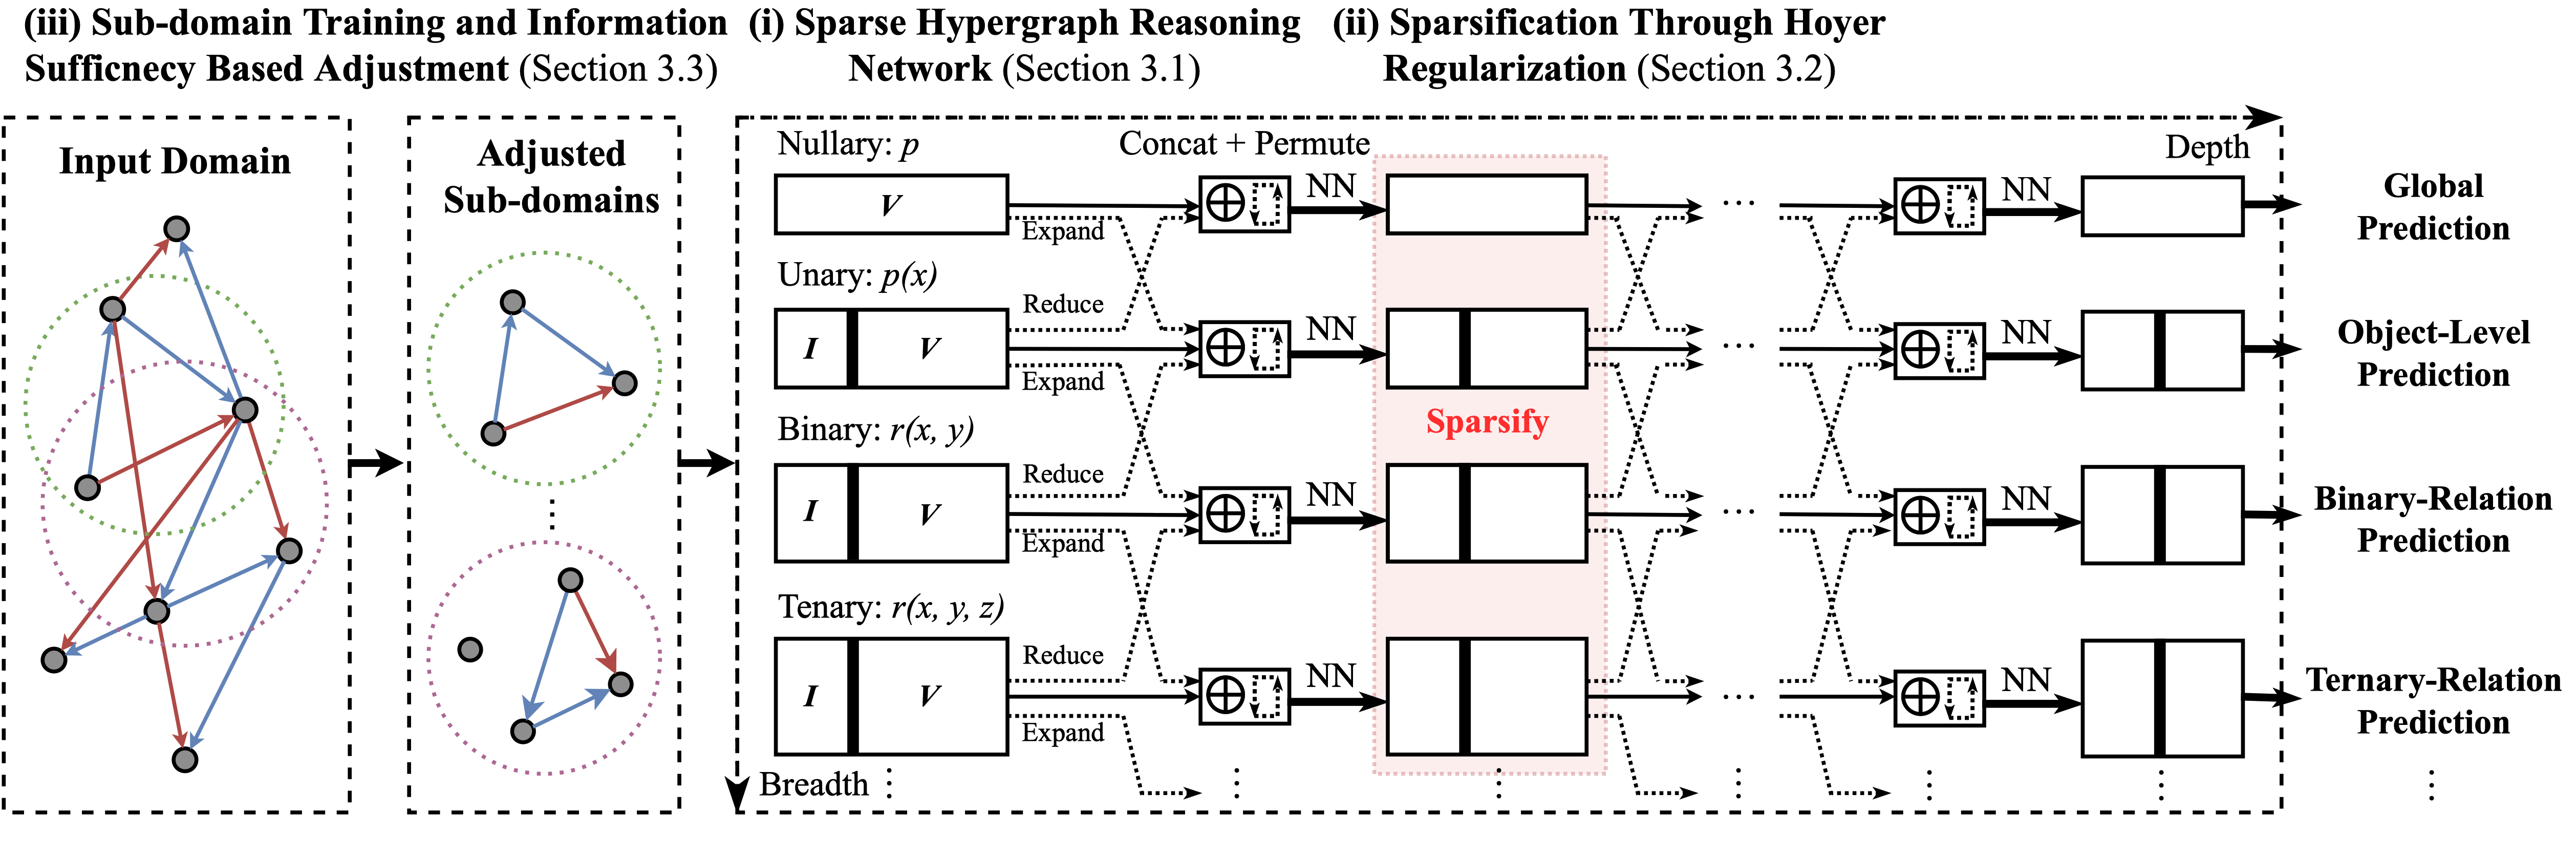 (iii) Sub-domain Training and Information
Sufficnecy Based Adjustment (Section 3.3)
(i) Sparse Hypergraph Reasoning
Network (Section 3.1)
(ii) Sparsification Through Hoyer
Regularization (Section 3.2)
Input Domain
Adjusted
Sub-domains
Nullary: p
Concat + Permute
Depth
V
Expand
NN
NN
Global
Prediction
Unary: p(x)
Reduce
I V
Expand
NN
NN
Object-Level
Prediction
Sparsify
Binary: r(x, y)
Reduce
I V
Expand
NN
NN
Binary-Relation
Prediction
Tenary: r(x, y, z)
Reduce
I V
Expand
NN
NN
Ternary-Relation
Prediction
Breadth